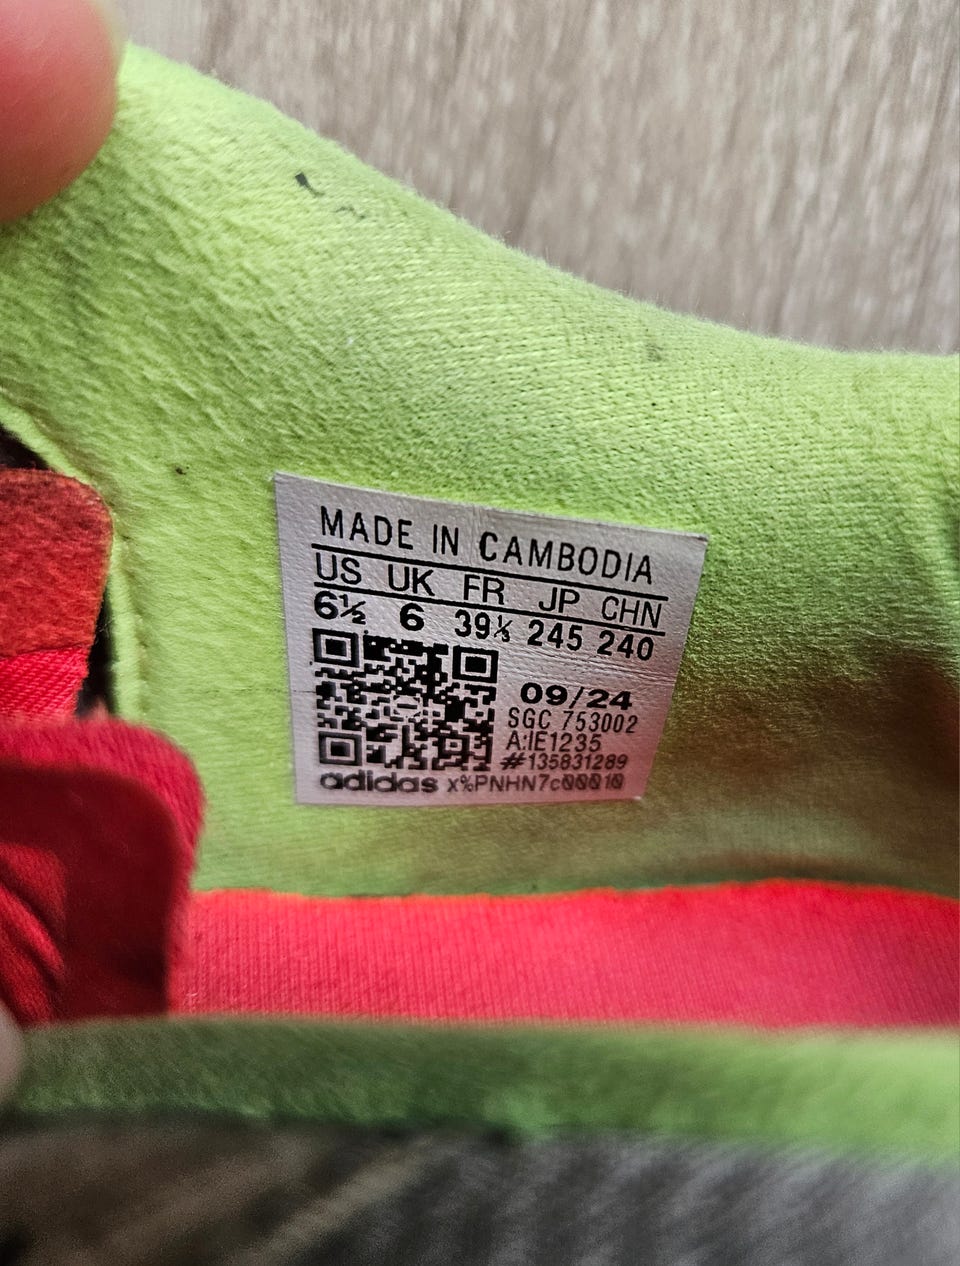 MADE IN CAMBODIA
US UK FR JP CHN
6½ 6 39⅓ 245 240
09/24
SGC 753002
A:IE1235
#135831289
adidas x%PNHN7c00010